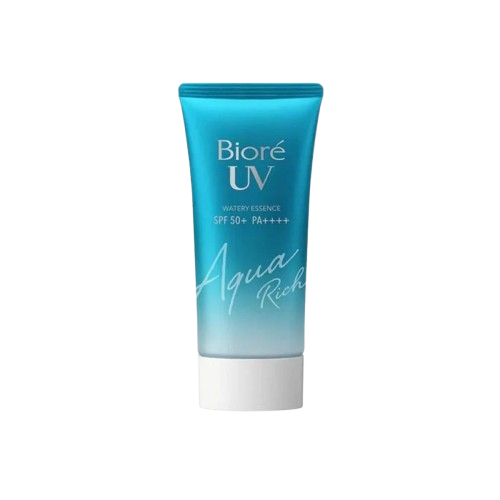 Bioré
UV
WATERY ESSENCE
SPF 50+ PA++++
Aqua
Rich